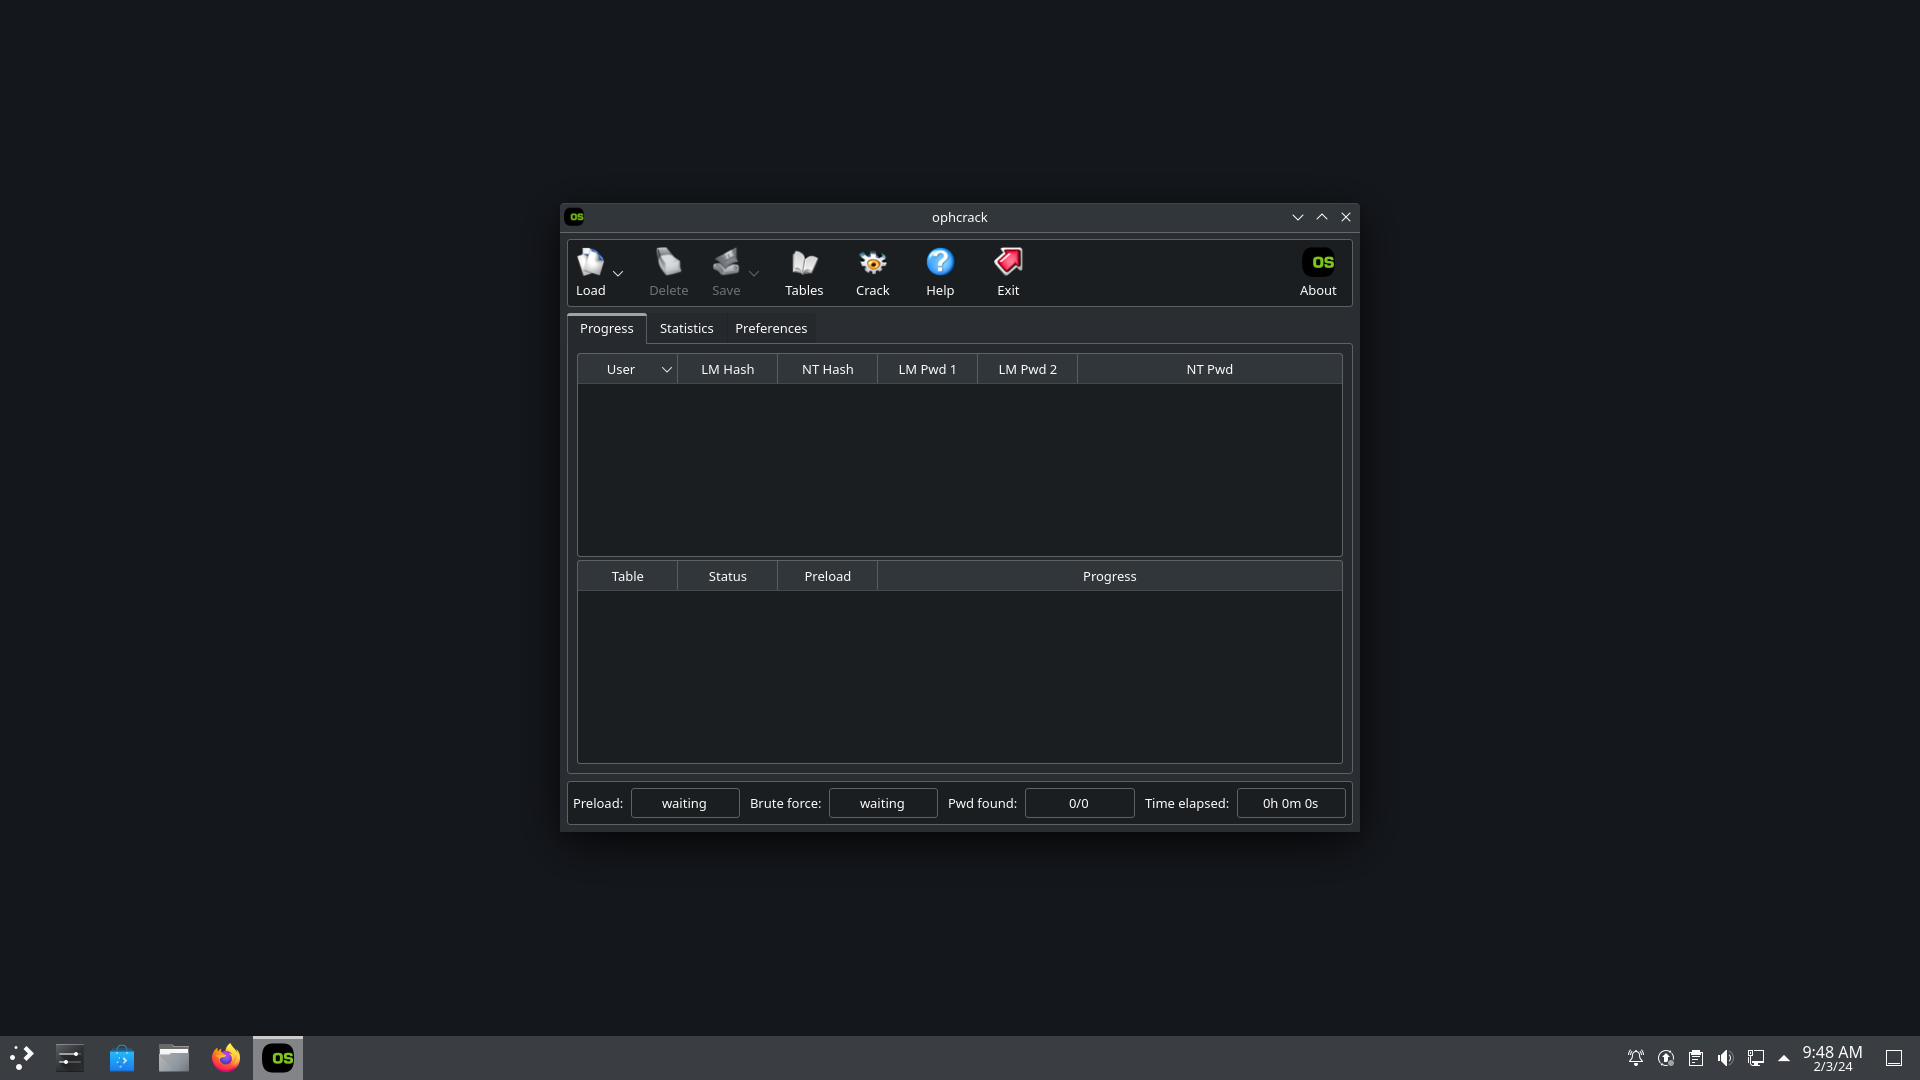 OS
ophcrack
Load
Delete
Save
Tables
Crack
Help
Exit
OS
About
Progress
Statistics
Preferences
User
LM Hash
NT Hash
LM Pwd 1
LM Pwd 2
NT Pwd
Table
Status
Preload
Progress
Preload: waiting
Brute force: waiting
Pwd found: 0/0
Time elapsed: 0h 0m 0s
OS
9:48 AM
2/3/24